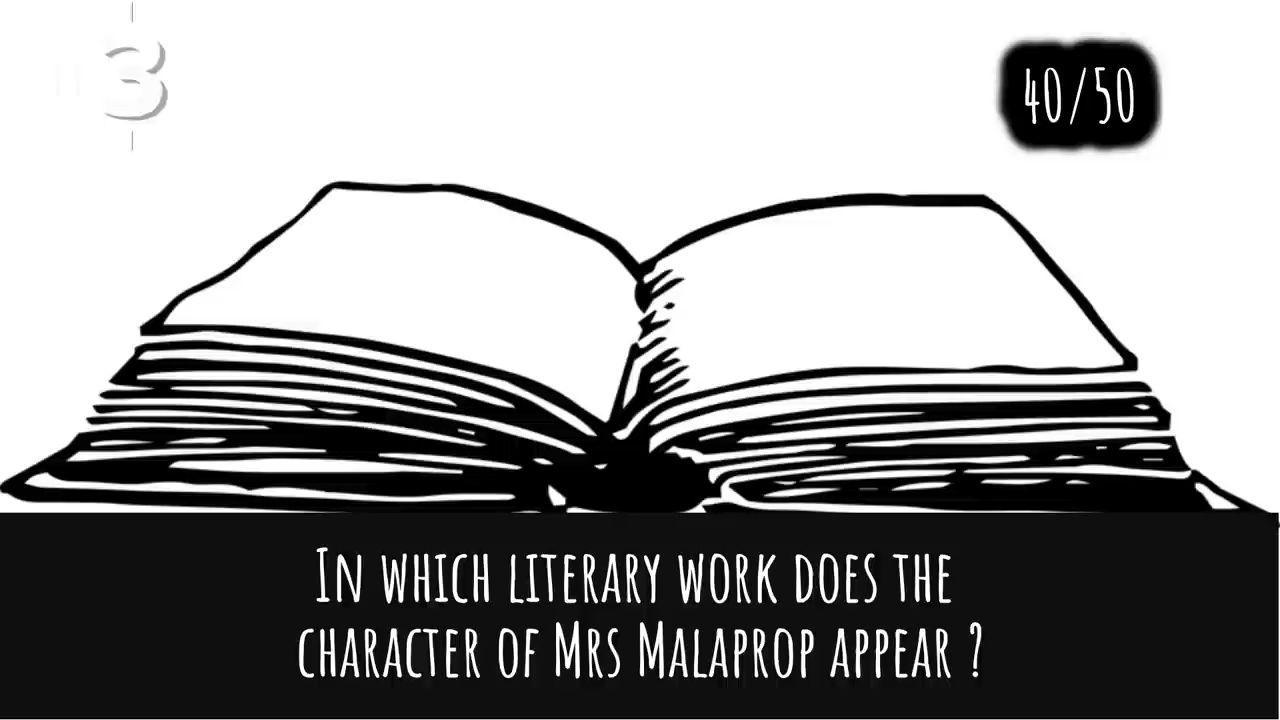 3
40/50
In which literary work does the
character of Mrs Malaprop appear ?